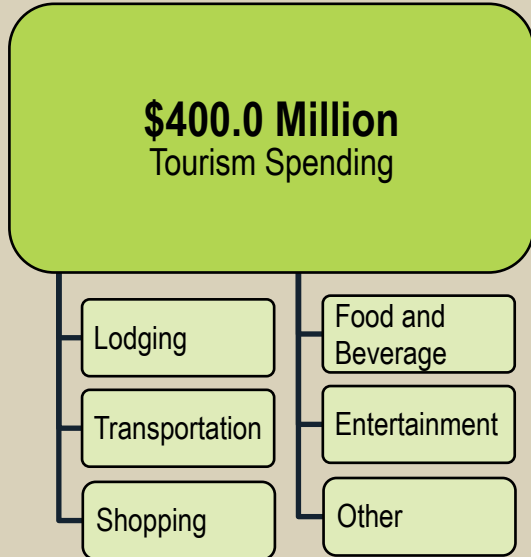 $400.0 Million
Tourism Spending
Lodging
Transportation
Shopping
Food and
Beverage
Entertainment
Other